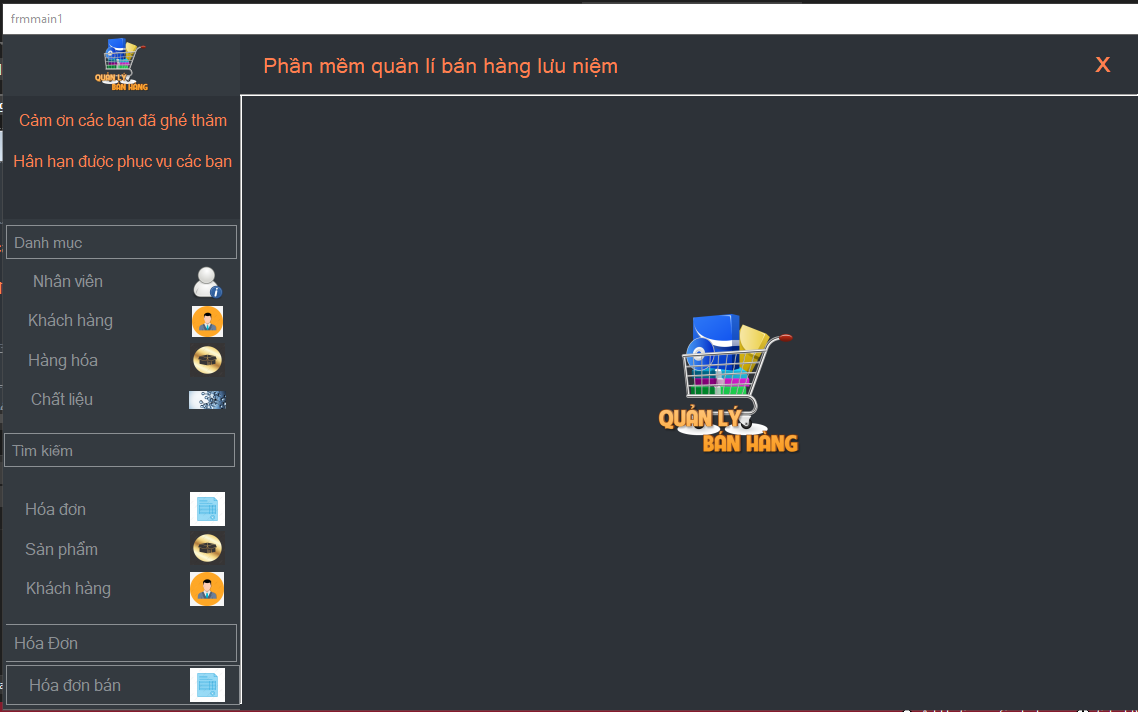 frmmain1
QUẢN LÝ
BÁN HÀNG
Phần mềm quản lí bán hàng lưu niệm
X
Cảm ơn các bạn đã ghé thăm
Hân hạn được phục vụ các bạn
Danh mục
Nhân viên
Khách hàng
Hàng hóa
Chất liệu
Tìm kiếm
Hóa đơn
Sản phẩm
Khách hàng
Hóa Đơn
Hóa đơn bán
QUẢN LÝ
BÁN HÀNG